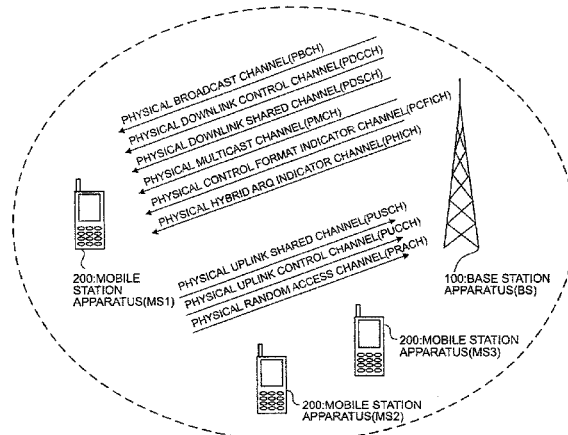 PHYSICAL BROADCAST CHANNEL(PBCH)
PHYSICAL DOWNLINK CONTROL CHANNEL(PDCCH)
PHYSICAL DOWNLINK SHARED CHANNEL(PDSCH)
PHYSICAL MULTICAST CHANNEL(PMCH)
PHYSICAL CONTROL FORMAT INDICATOR CHANNEL(PCFICH)
PHYSICAL HYBRID ARQ INDICATOR CHANNEL(PHICH)
PHYSICAL UPLINK SHARED CHANNEL(PUSCH)
PHYSICAL UPLINK CONTROL CHANNEL(PUCCH)
PHYSICAL RANDOM ACCESS CHANNEL(PRACH)
200:MOBILE
STATION
APPARATUS(MS1)
100:BASE STATION
APPARATUS(BS)
200:MOBILE STATION
APPARATUS(MS3)
200:MOBILE STATION
APPARATUS(MS2)